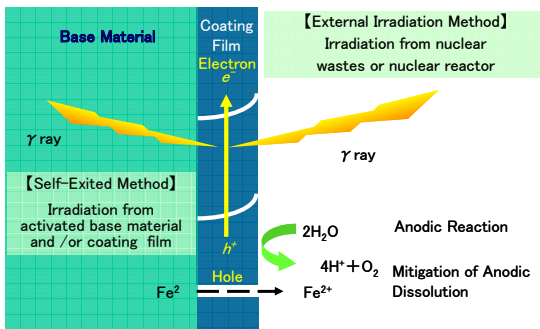 Base Material
Coating
Film
Electron
e⁻
【External Irradiation Method】
Irradiation from nuclear
wastes or nuclear reactor
γ ray
γ ray
【Self-Exited Method】
Irradiation from
activated base material
and /or coating film
h⁺
Hole
2H₂O
Anodic Reaction
4H⁺+O₂
Mitigation of Anodic
Dissolution
Fe²
Fe²⁺